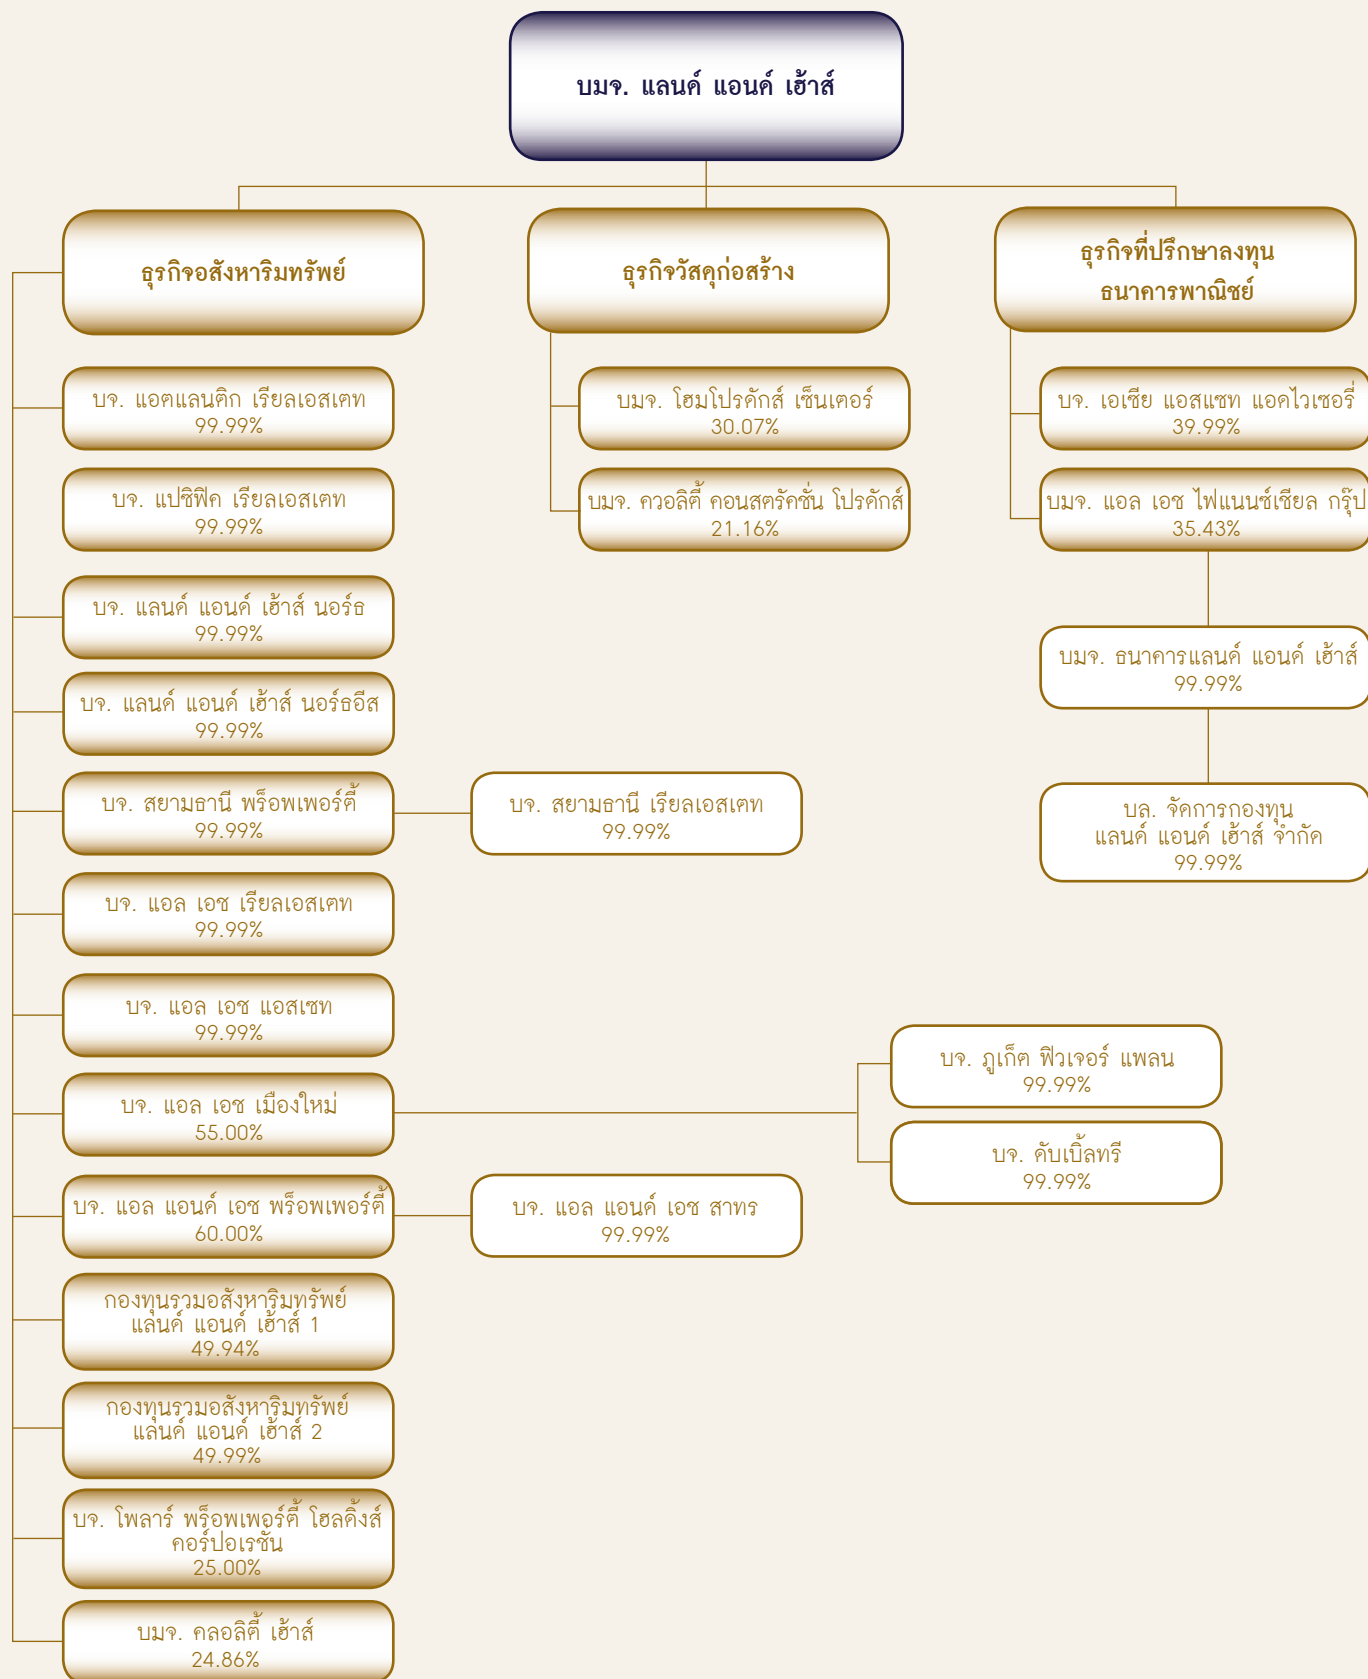 บมจ. แลนด์ แอนด์ เฮ้าส์
ธุรกิจอสังหาริมทรัพย์
บจ. แอตแลนติก เรียลเอสเตท
99.99%
บจ. แปซิฟิค เรียลเอสเตท
99.99%
บจ. แลนด์ แอนด์ เฮ้าส์ นอร์ธ
99.99%
บจ. แลนด์ แอนด์ เฮ้าส์ นอร์ธอีส
99.99%
บจ. สยามธานี พร็อพเพอร์ตี้
99.99%
บจ. สยามธานี เรียลเอสเตท
99.99%
บจ. แอล เอช เรียลเอสเตท
99.99%
บจ. แอล เอช แอสเซท
99.99%
บจ. แอล เอช เมืองใหม่
55.00%
บจ. ภูเก็ต ฟิวเจอร์ แพลน
99.99%
บจ. ดับเบิ้ลทรี
99.99%
บจ. แอล แอนด์ เอช พร็อพเพอร์ตี้
60.00%
บจ. แอล แอนด์ เอช สาทร
99.99%
กองทุนรวมอสังหาริมทรัพย์
แลนด์ แอนด์ เฮ้าส์ 1
49.94%
กองทุนรวมอสังหาริมทรัพย์
แลนด์ แอนด์ เฮ้าส์ 2
49.99%
บจ. โพลาร์ พร็อพเพอร์ตี้ โฮลดิ้งส์
คอร์ปอเรชั่น
25.00%
บมจ. คลอลิตี้ เฮ้าส์
24.86%
ธุรกิจวัสดุก่อสร้าง
บมจ. โฮมโปรดักส์ เซ็นเตอร์
30.07%
บมจ. ควอลิตี้ คอนสตรัคชั่น โปรดักส์
21.16%
ธุรกิจที่ปรึกษาลงทุน
ธนาคารพาณิชย์
บจ. เอเซีย แอสแซท แอดไวเซอรี่
39.99%
บมจ. แอล เอช ไฟแนนซ์เชียล กรุ๊ป
35.43%
บมจ. ธนาคารแลนด์ แอนด์ เฮ้าส์
99.99%
บล. จัดการกองทุน
แลนด์ แอนด์ เฮ้าส์ จำกัด
99.99%